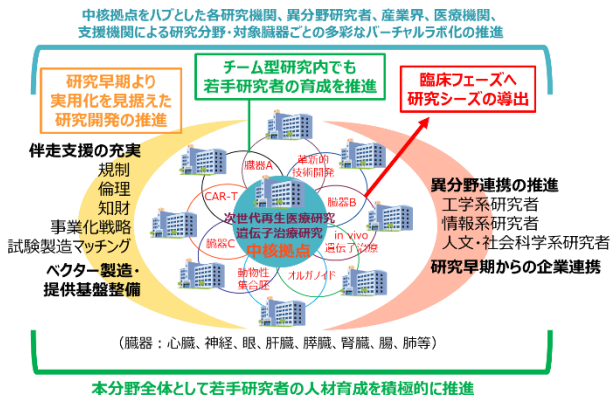 中核拠点をハブとした各研究機関、異分野研究者、産業界、医療機関、
支援機関による研究分野・対象臓器ごとの多彩なバーチャルラボ化の推進
研究早期より
実用化を見据えた
研究開発の推進
チーム型研究内でも
若手研究者の育成を推進
臨床フェーズへ
研究シーズの導出
伴走支援の充実
規制
倫理
知財
事業化戦略
試験製造マッチング
ベクター製造・
提供基盤整備
臓器A
革新的
技術開発
CAR-T
脳器B
次世代再生医療研究
遺伝子治療研究
中核拠点
臓器C
in vivo
遺伝子治療
動物性
集合胚
オルガノイド
異分野連携の推進
工学系研究者
情報系研究者
人文・社会科学系研究者
研究早期からの企業連携
（臓器：心臓、神経、眼、肝臓、膵臓、腎臓、腸、肺等）
本分野全体として若手研究者の人材育成を積極的に推進